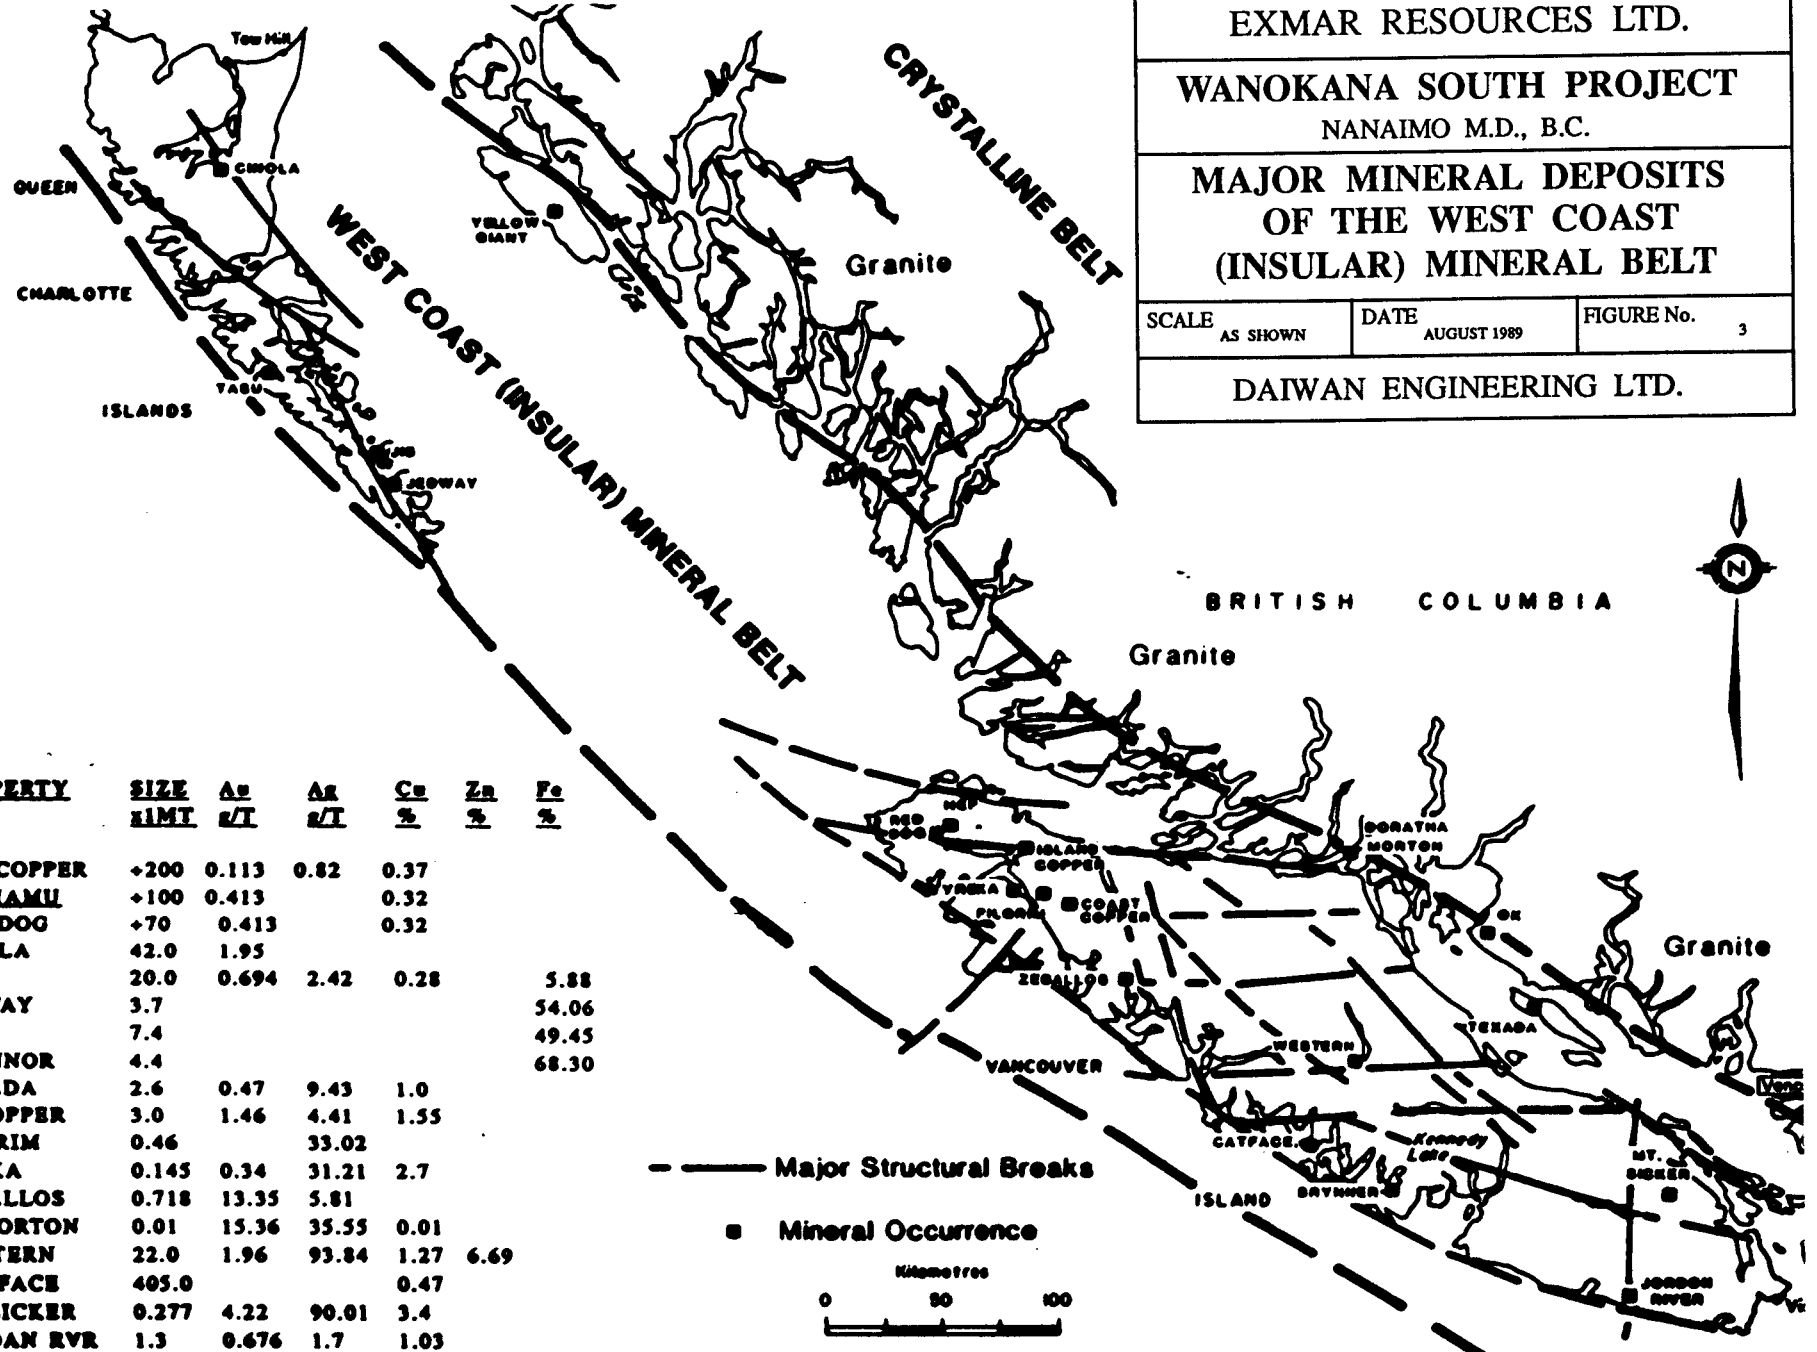 EXMAR RESOURCES LTD.
WANOKANA SOUTH PROJECT
NANAIMO M.D., B.C.
MAJOR MINERAL DEPOSITS
OF THE WEST COAST
(INSULAR) MINERAL BELT
SCALE AS SHOWN
DATE AUGUST 1989
FIGURE No. 3
DAIWAN ENGINEERING LTD.
Tow Hill
CINOLA
QUEEN
CHARLOTTE
ISLANDS
TASU
JIB
JEDWAY
YELLOW
GIANT
WEST COAST (INSULAR) MINERAL BELT
CRYSTALLINE BELT
Granite
N
BRITISH COLUMBIA
Granite
RED
DOG
ISLAND
COPPER
YREKA
COAST
COPPER
ZEBALLOS
DORATHA
MORTON
OK
Granite
TEXADA
WESTERN
VANCOUVER
ISLAND
CATFACE
Kennedy
Lake
BRYNNER
MT.
SICKER
JORDON
RIVER
PERTY SIZE Au Ag Cu Zn Fe
x1MT g/T g/T % % %
COPPER +200 0.113 0.82 0.37
AMU +100 0.413 0.32
DOG +70 0.413 0.32
LA 42.0 1.95
20.0 0.694 2.42 0.28 5.88
AY 3.7 54.06
7.4 49.45
NNOR 4.4 68.30
DA 2.6 0.47 9.43 1.0
OPPER 3.0 1.46 4.41 1.55
RIM 0.46 33.02
KA 0.145 0.34 31.21 2.7
LLOS 0.718 13.35 5.81
ORTON 0.01 15.36 35.55 0.01
TERN 22.0 1.96 93.84 1.27 6.69
FACE 405.0 0.47
SICKER 0.277 4.22 90.01 3.4
AN RVR 1.3 0.676 1.7 1.03
Major Structural Breaks
Mineral Occurrence
Kilometres
0 50 100